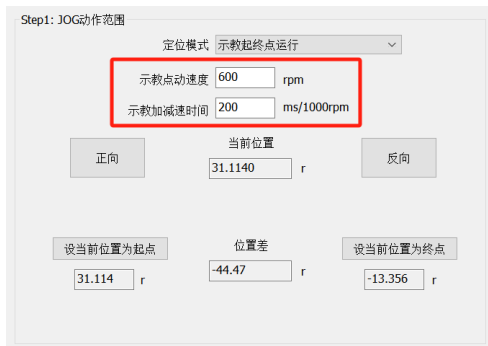 Step1: JOG动作范围
定位模式 示教起终点运行
示教点动速度 600 rpm
示教加减速时间 200 ms/1000rpm
当前位置
正向 31.1140 r 反向
位置差
设当前位置为起点 -44.47 r 设当前位置为终点
31.114 r -13.356 r